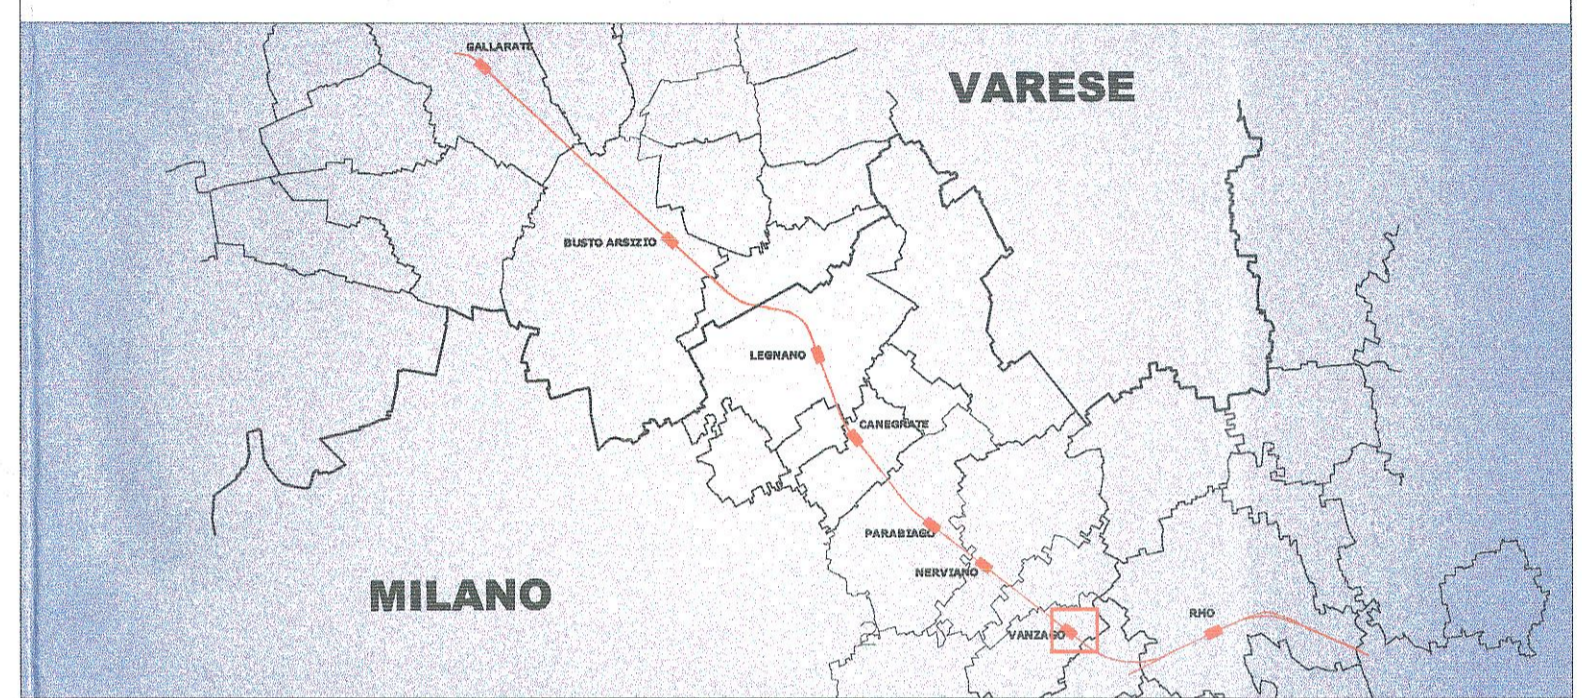 GALLARATE
VARESE
BUSTO ARSIZIO
LEGNANO
CANEGRATE
PARABIAGO
NERVIANO
MILANO
RHO
VANZAGO